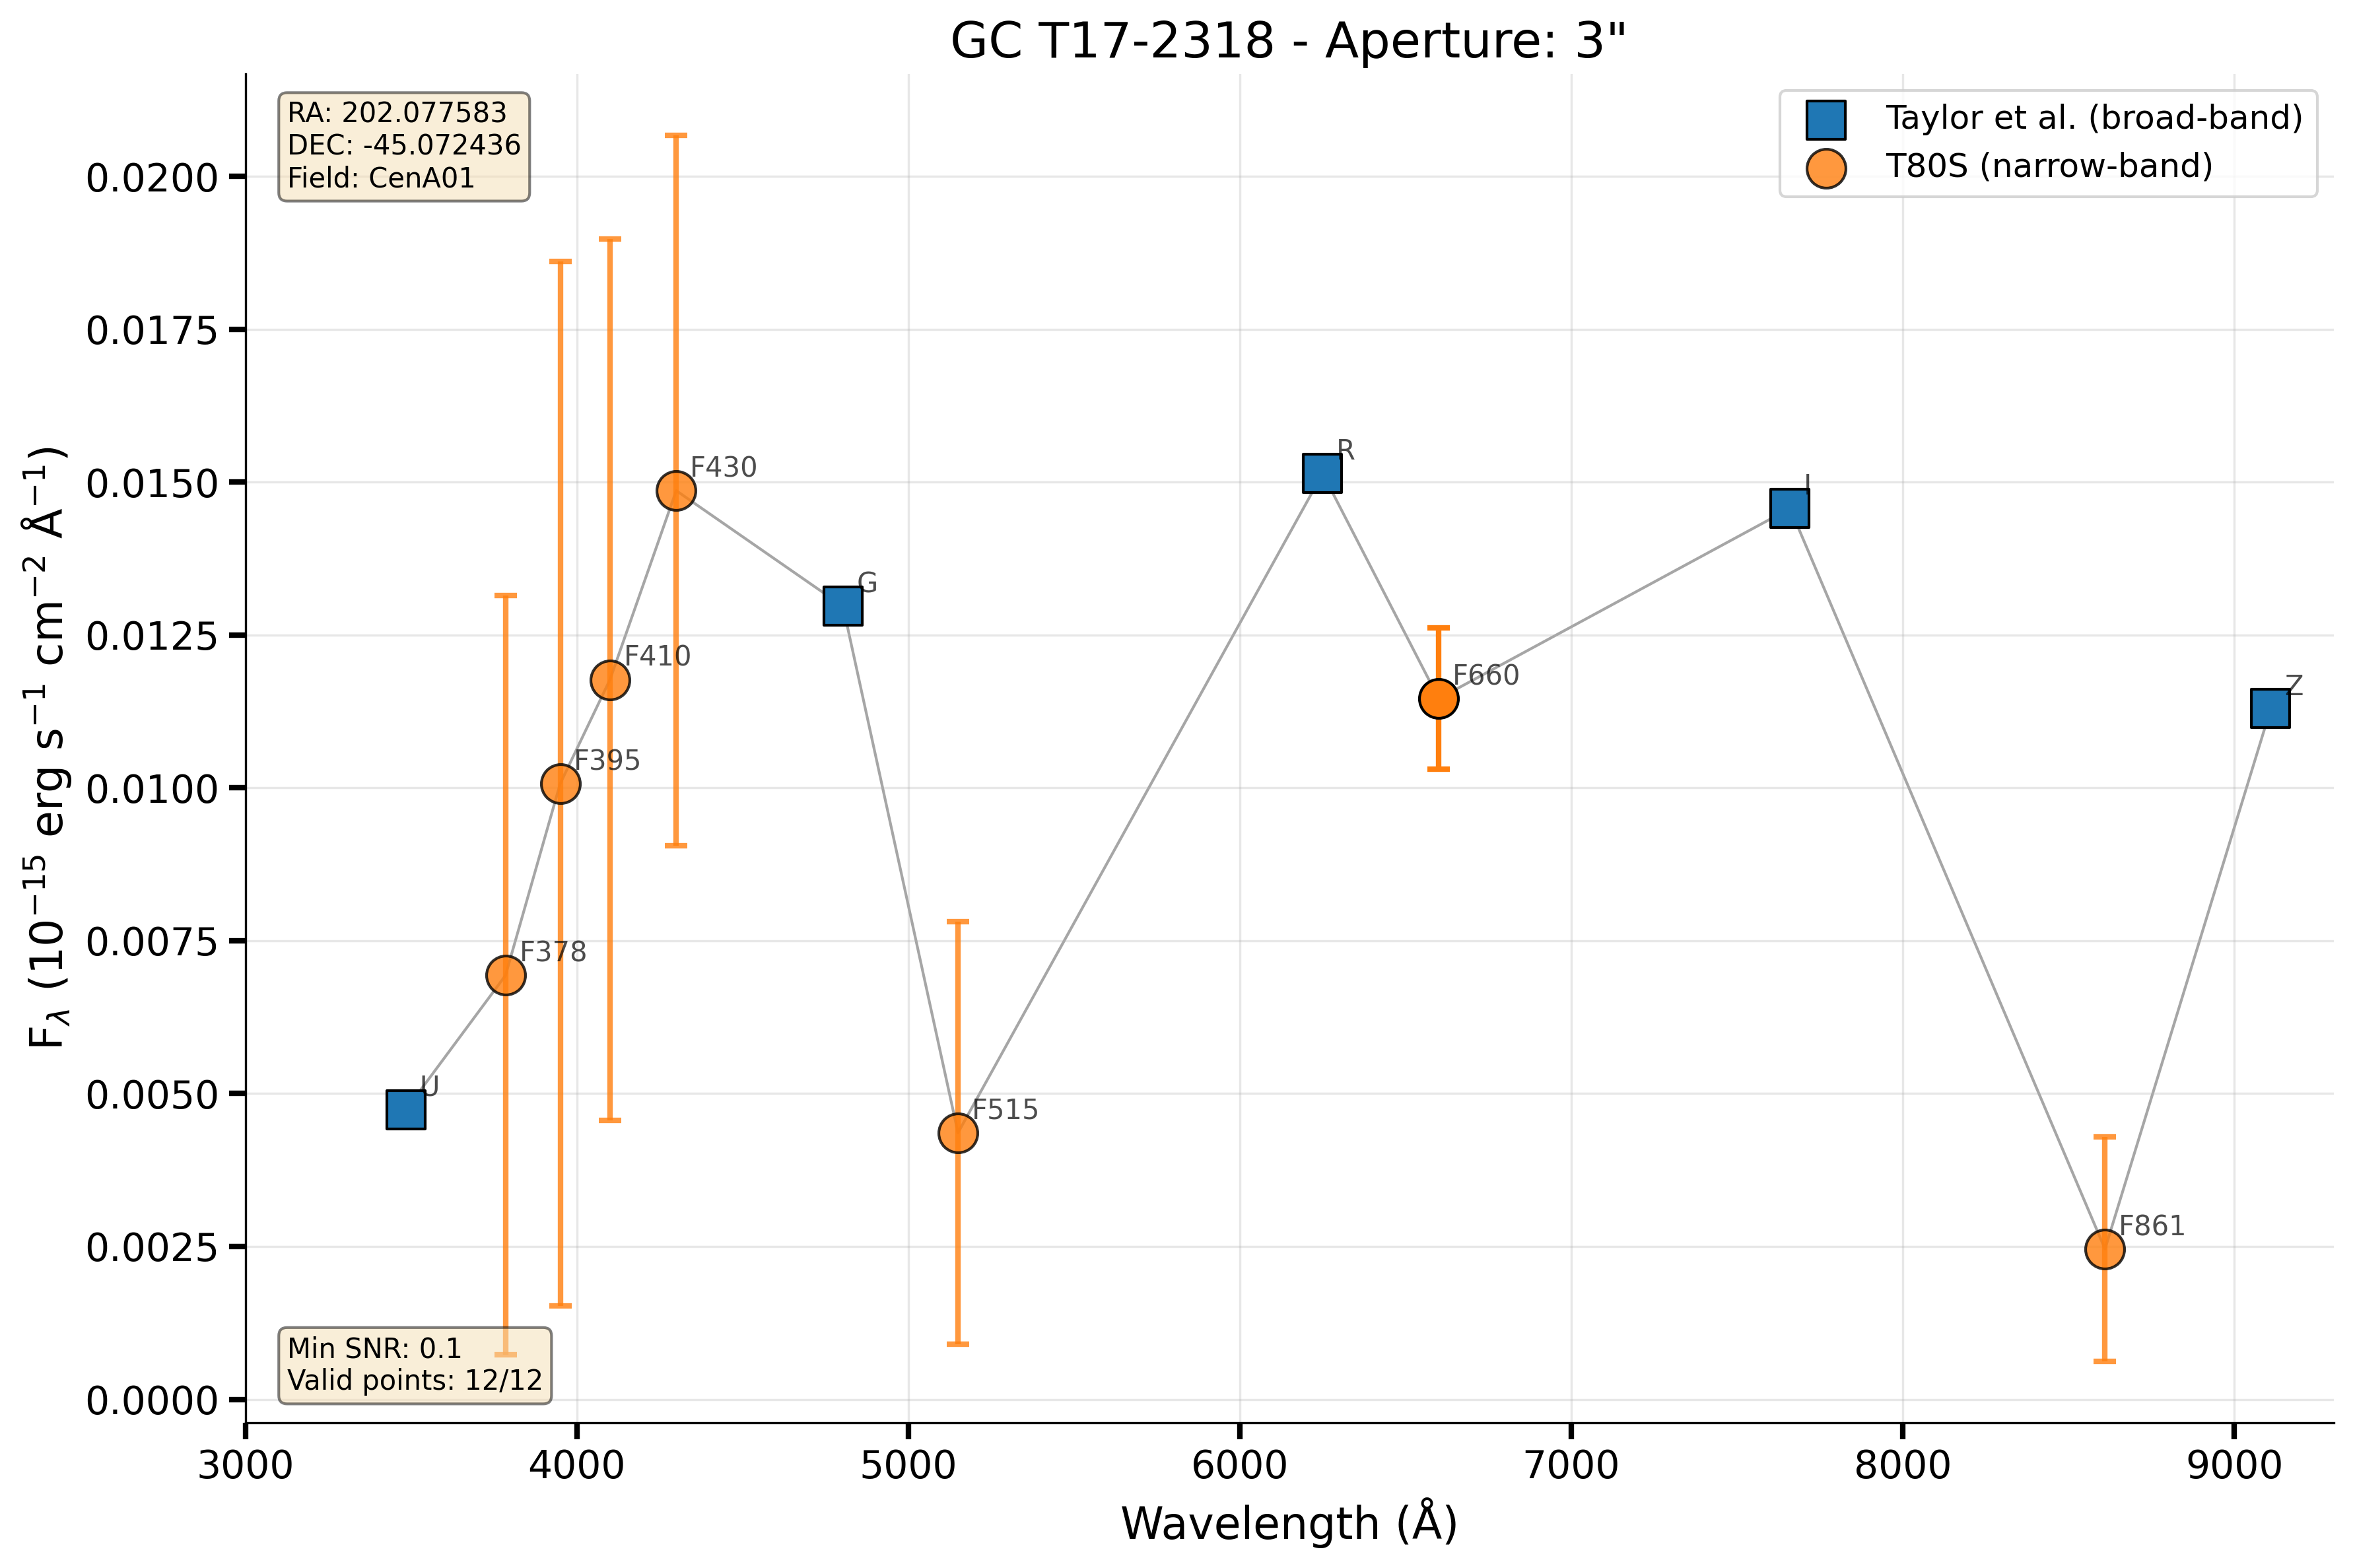 GC T17-2318 - Aperture: 3"
RA: 202.077583
DEC: -45.072436
Field: CenA01
Taylor et al. (broad-band)
T80S (narrow-band)
F_λ (10⁻¹⁵ erg s⁻¹ cm⁻² Å⁻¹)
0.0200
0.0175
0.0150
0.0125
0.0100
0.0075
0.0050
0.0025
0.0000
U
F378
F395
F410
F430
G
F515
R
F660
I
F861
Z
Min SNR: 0.1
Valid points: 12/12
3000
4000
5000
6000
7000
8000
9000
Wavelength (Å)